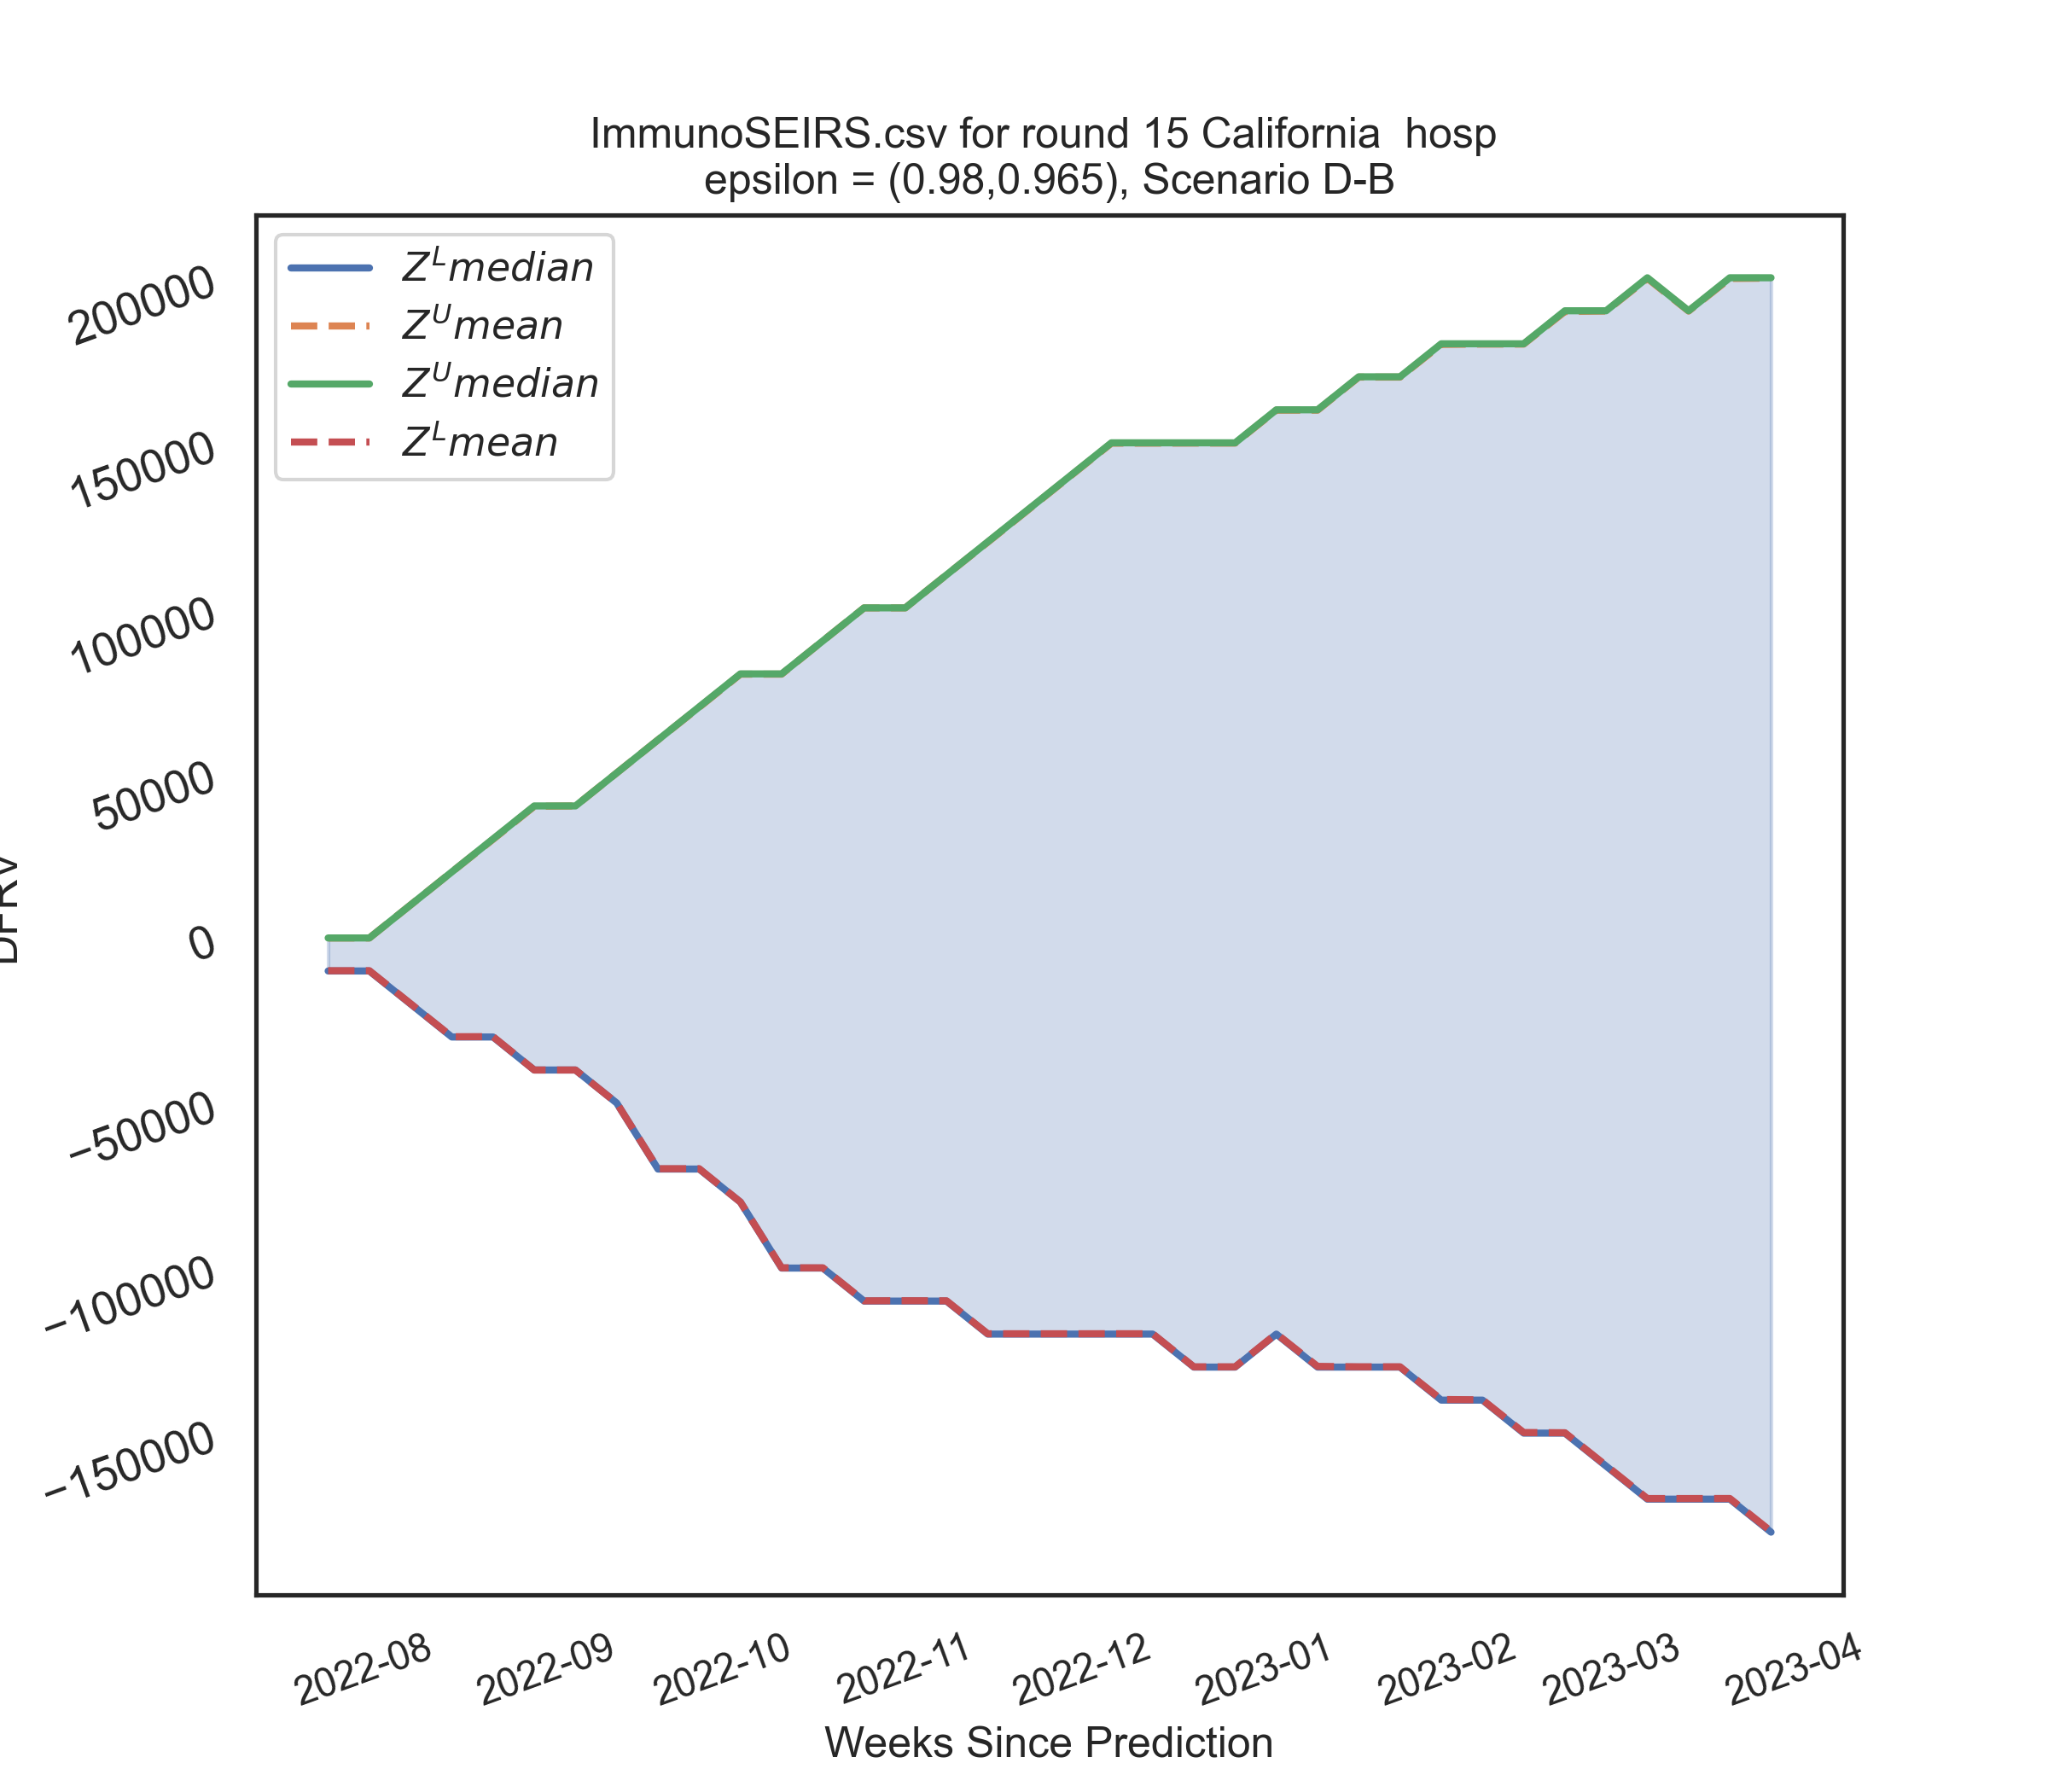 ImmunoSEIRS.csv for round 15 California  hosp
epsilon = (0.98,0.965), Scenario D-B
Z^L median
Z^U mean
Z^U median
Z^L mean
200000
150000
100000
50000
0
−50000
−100000
−150000
2022-08
2022-09
2022-10
2022-11
2022-12
2023-01
2023-02
2023-03
2023-04
Weeks Since Prediction